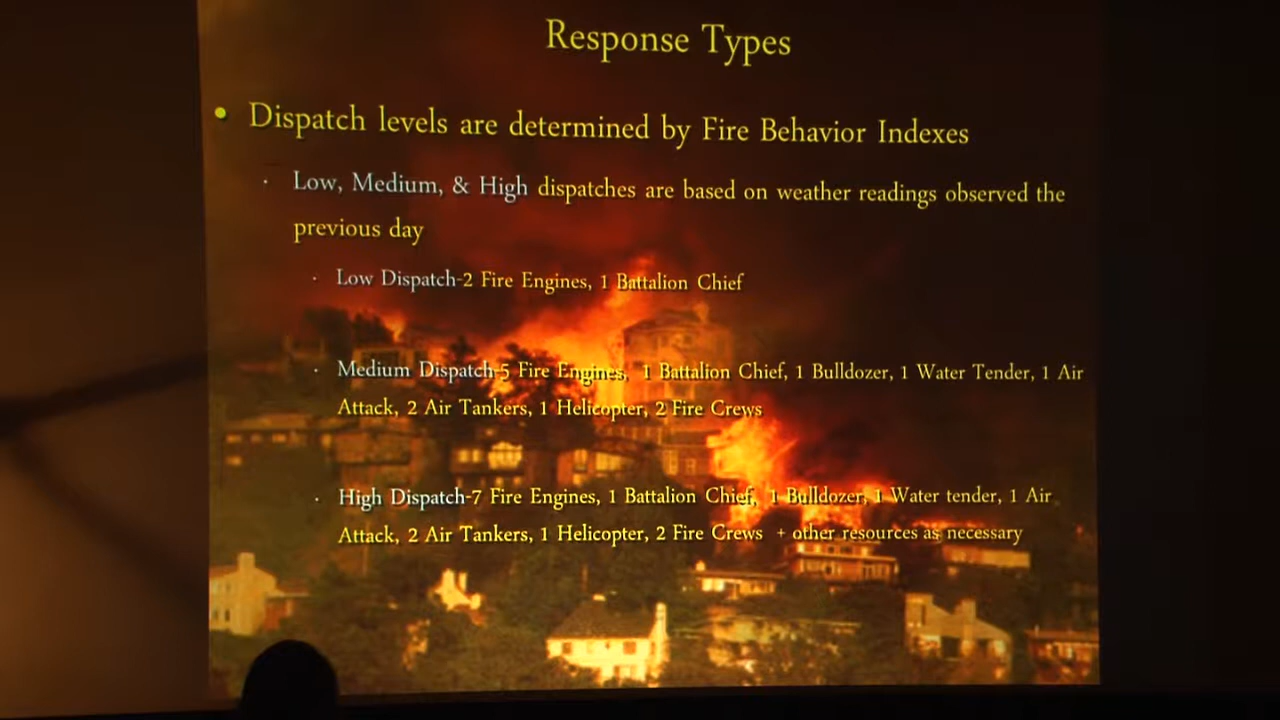 Response Types
• Dispatch levels are determined by Fire Behavior Indexes
· Low, Medium, & High dispatches are based on weather readings observed the
previous day
· Low Dispatch-2 Fire Engines, 1 Battalion Chief
· Medium Dispatch-5 Fire Engines, 1 Battalion Chief, 1 Bulldozer, 1 Water Tender, 1 Air
Attack, 2 Air Tankers, 1 Helicopter, 2 Fire Crews
· High Dispatch-7 Fire Engines, 1 Battalion Chief, 1 Bulldozer, 1 Water tender, 1 Air
Attack, 2 Air Tankers, 1 Helicopter, 2 Fire Crews + other resources as necessary